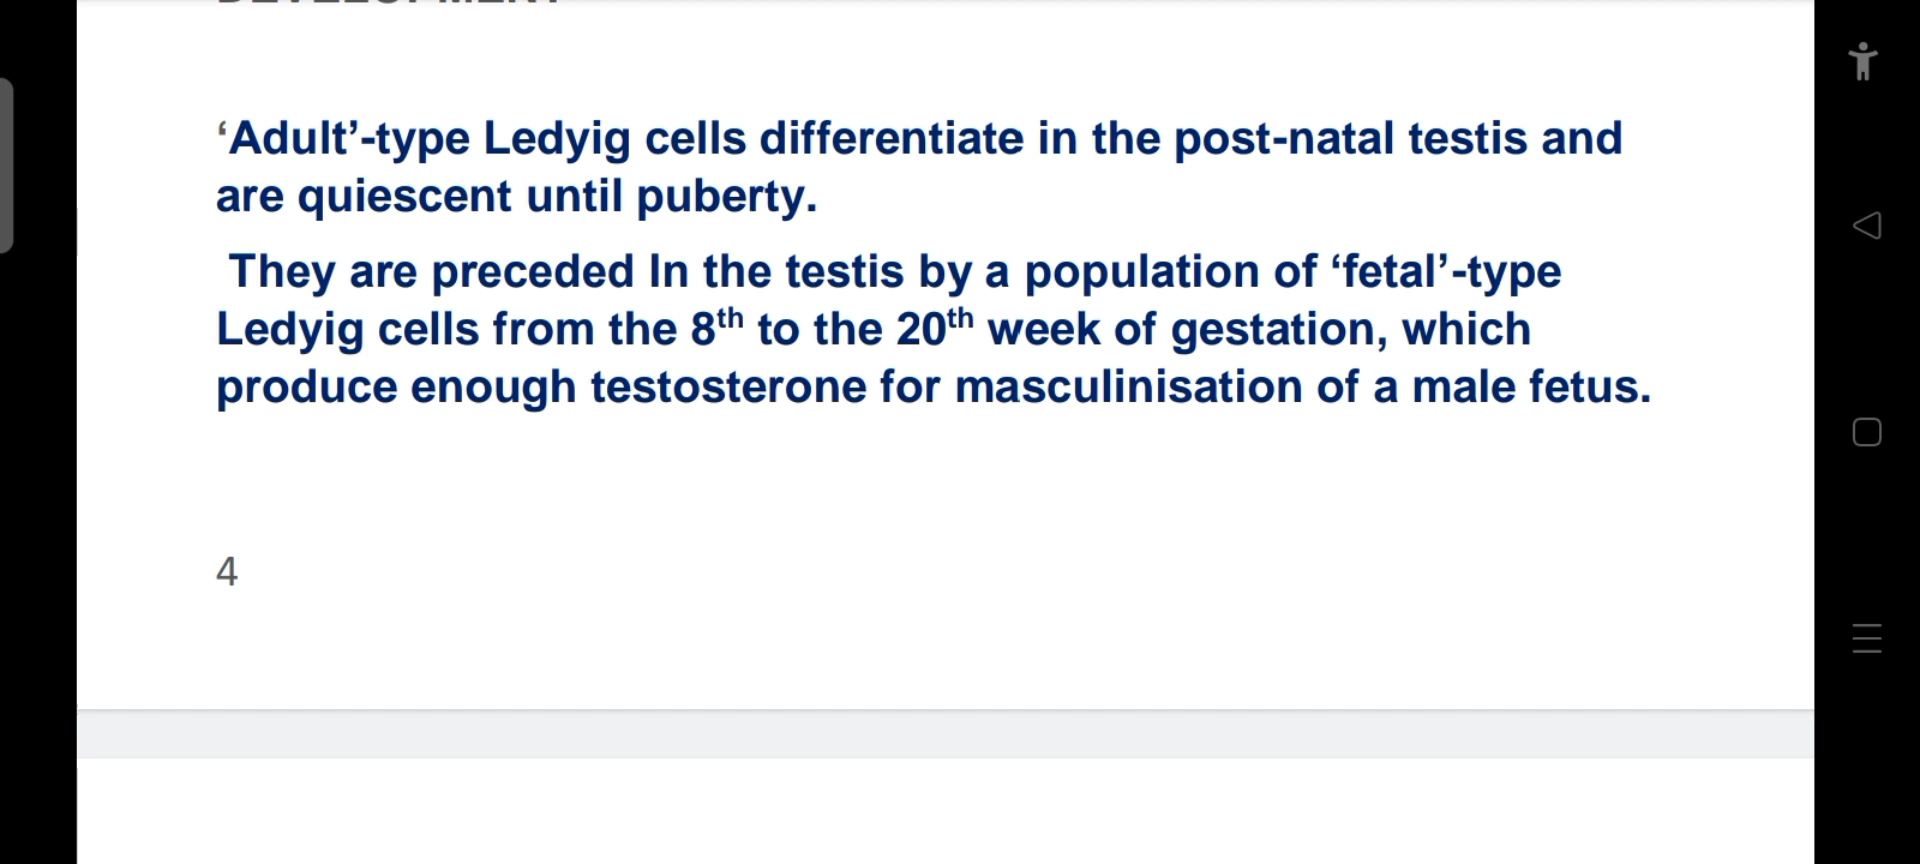 DEVELOPMENT
‘Adult’-type Ledyig cells differentiate in the post-natal testis and
are quiescent until puberty.
They are preceded In the testis by a population of ‘fetal’-type
Ledyig cells from the 8th to the 20th week of gestation, which
produce enough testosterone for masculinisation of a male fetus.
4